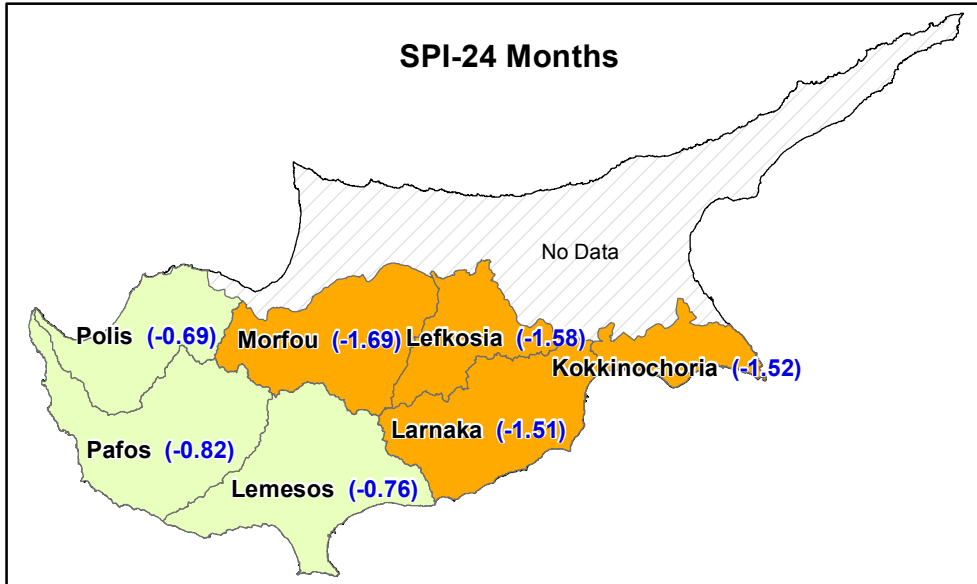 SPI-24 Months
No Data
Polis (-0.69)
Morfou (-1.69)
Lefkosia (-1.58)
Kokkinochoria (-1.52)
Pafos (-0.82)
Larnaka (-1.51)
Lemesos (-0.76)